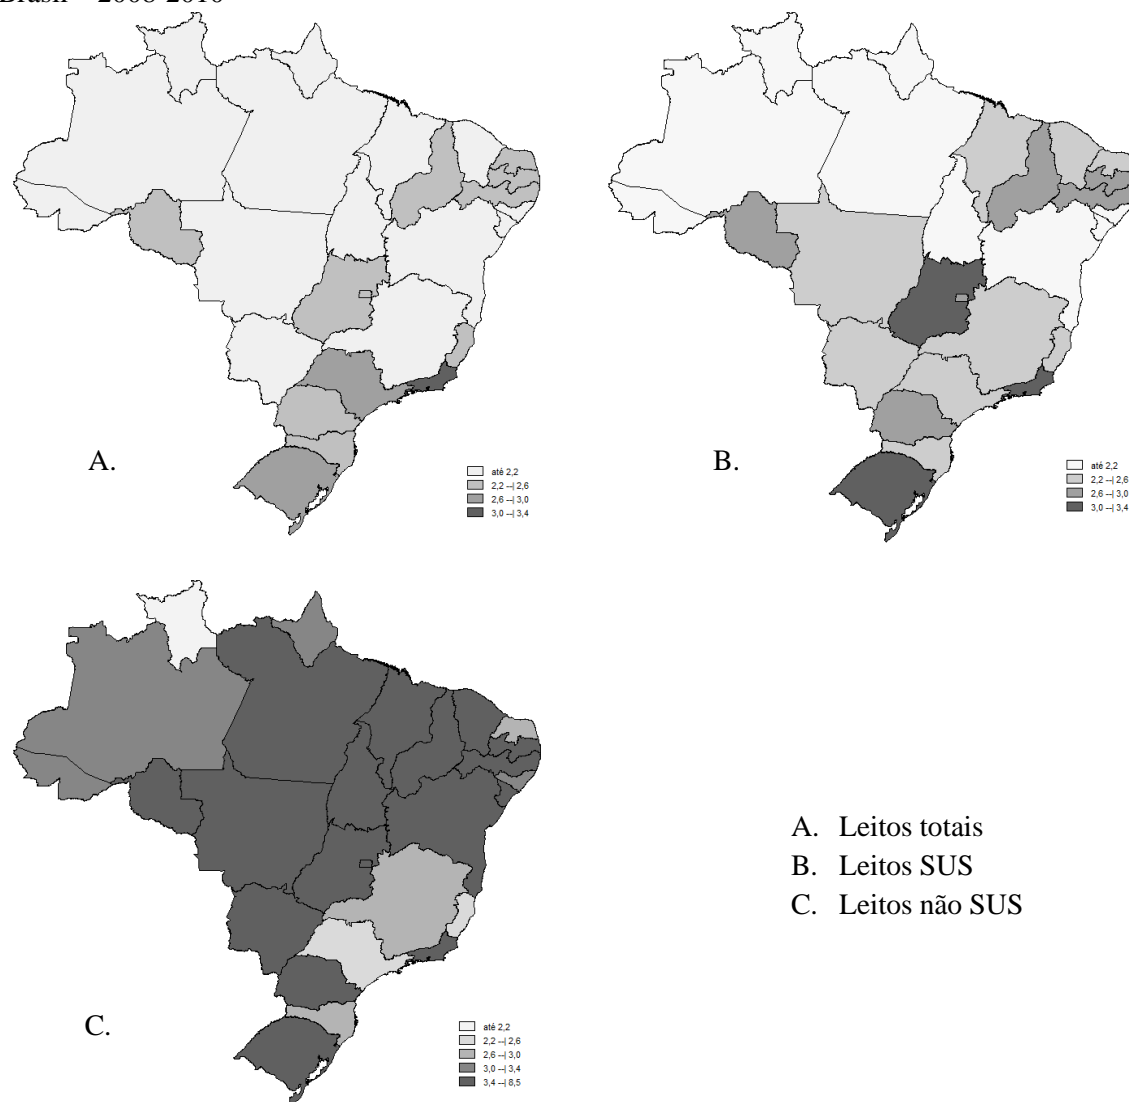 Brasil – 2008-2010
A.
até 2,2
2,2 --| 2,6
2,6 --| 3,0
3,0 --| 3,4
B.
até 2,2
2,2 --| 2,6
2,6 --| 3,0
3,0 --| 3,4
C.
até 2,2
2,2 --| 2,6
2,6 --| 3,0
3,0 --| 3,4
3,4 --| 8,5
A. Leitos totais
B. Leitos SUS
C. Leitos não SUS